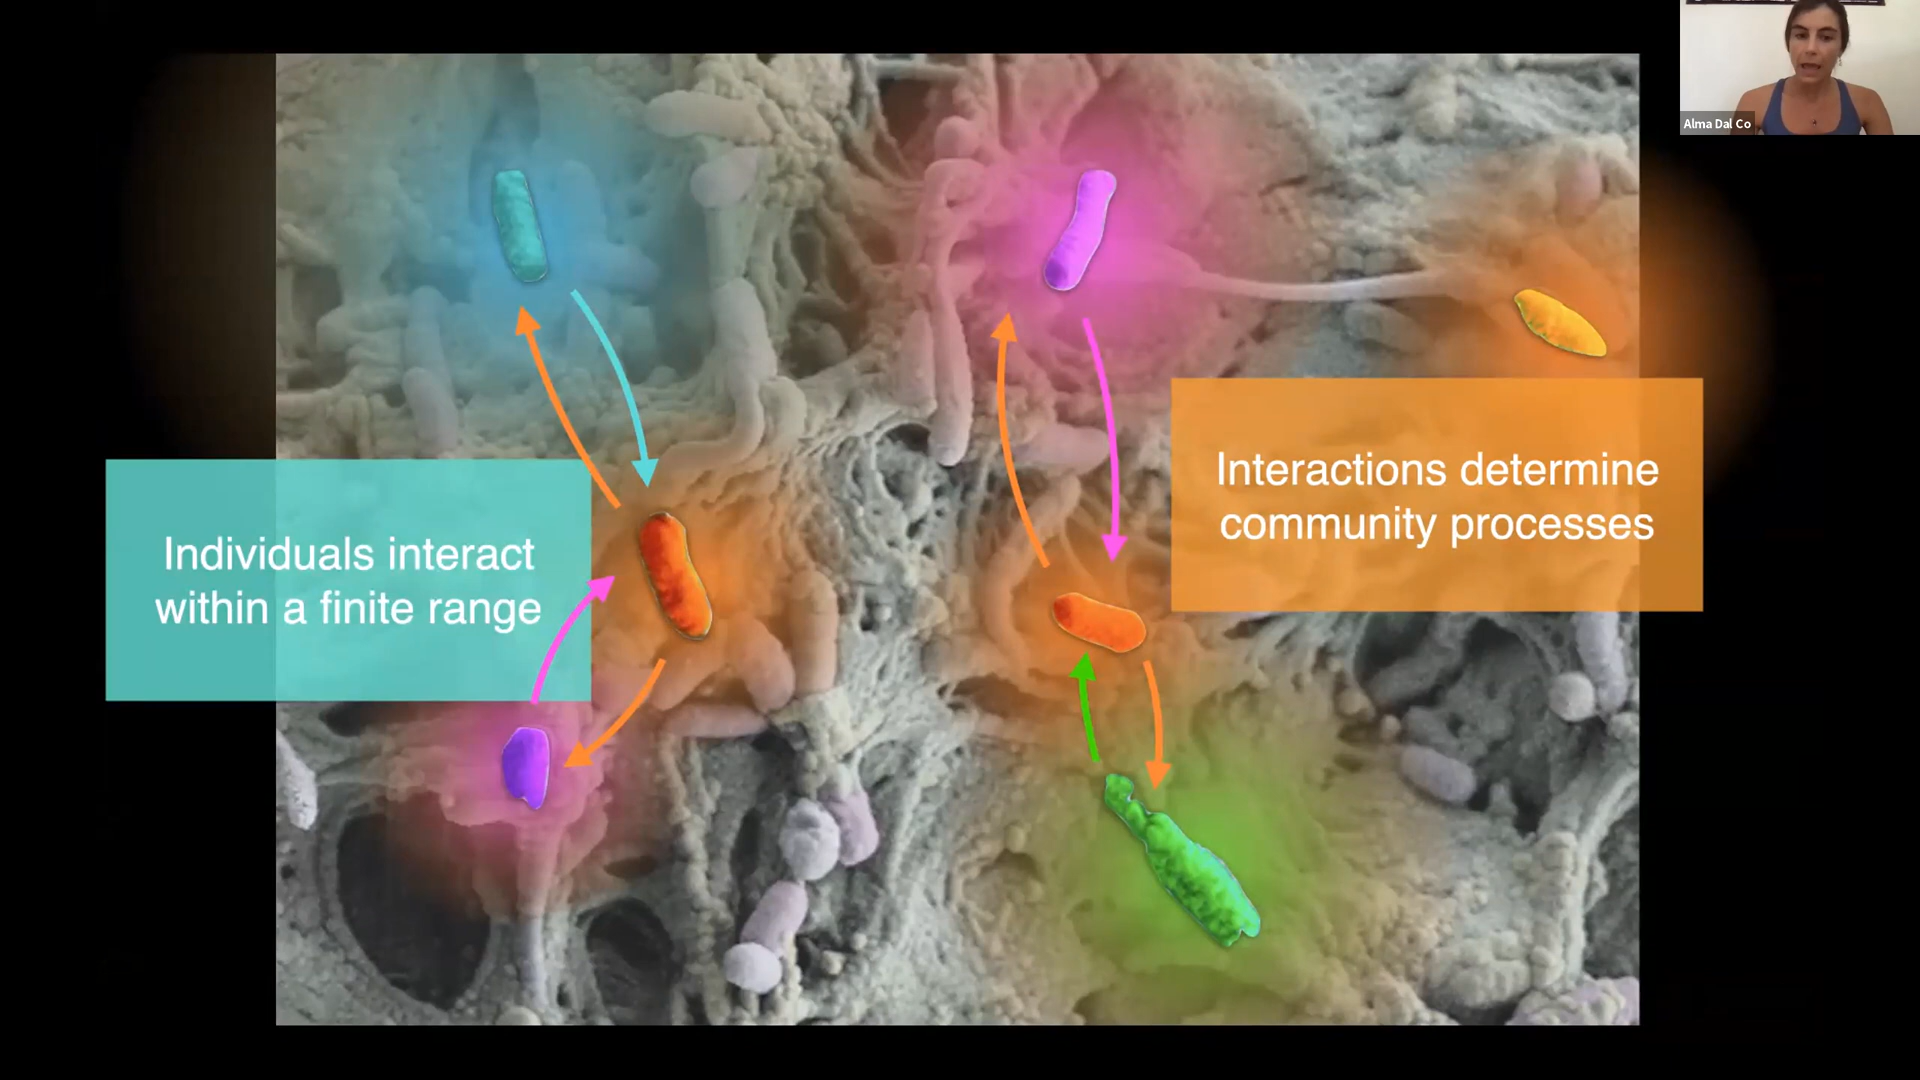 Alma Dal Co
Interactions determine
community processes
Individuals interact
within a finite range